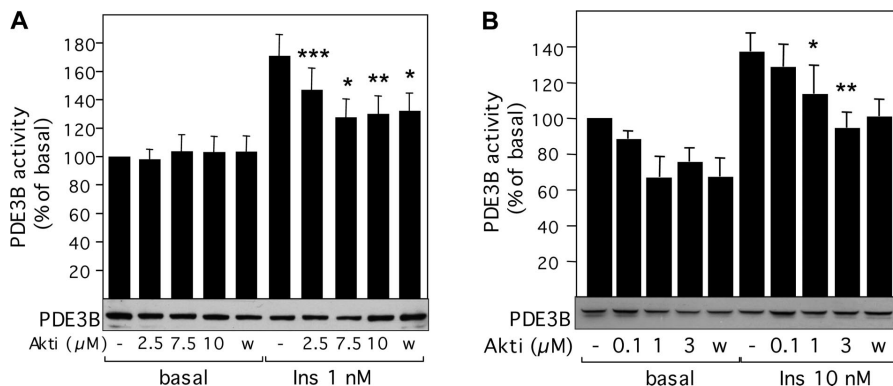 A
PDE3B activity
(% of basal)
180
160
140
120
100
80
60
40
20
*** * ** *
PDE3B
Akti (µM) - 2.5 7.5 10 w - 2.5 7.5 10 w
basal Ins 1 nM
B
PDE3B activity
(% of basal)
140
120
100
80
60
40
20
* **
PDE3B
Akti (µM) - 0.1 1 3 w - 0.1 1 3 w
basal Ins 10 nM